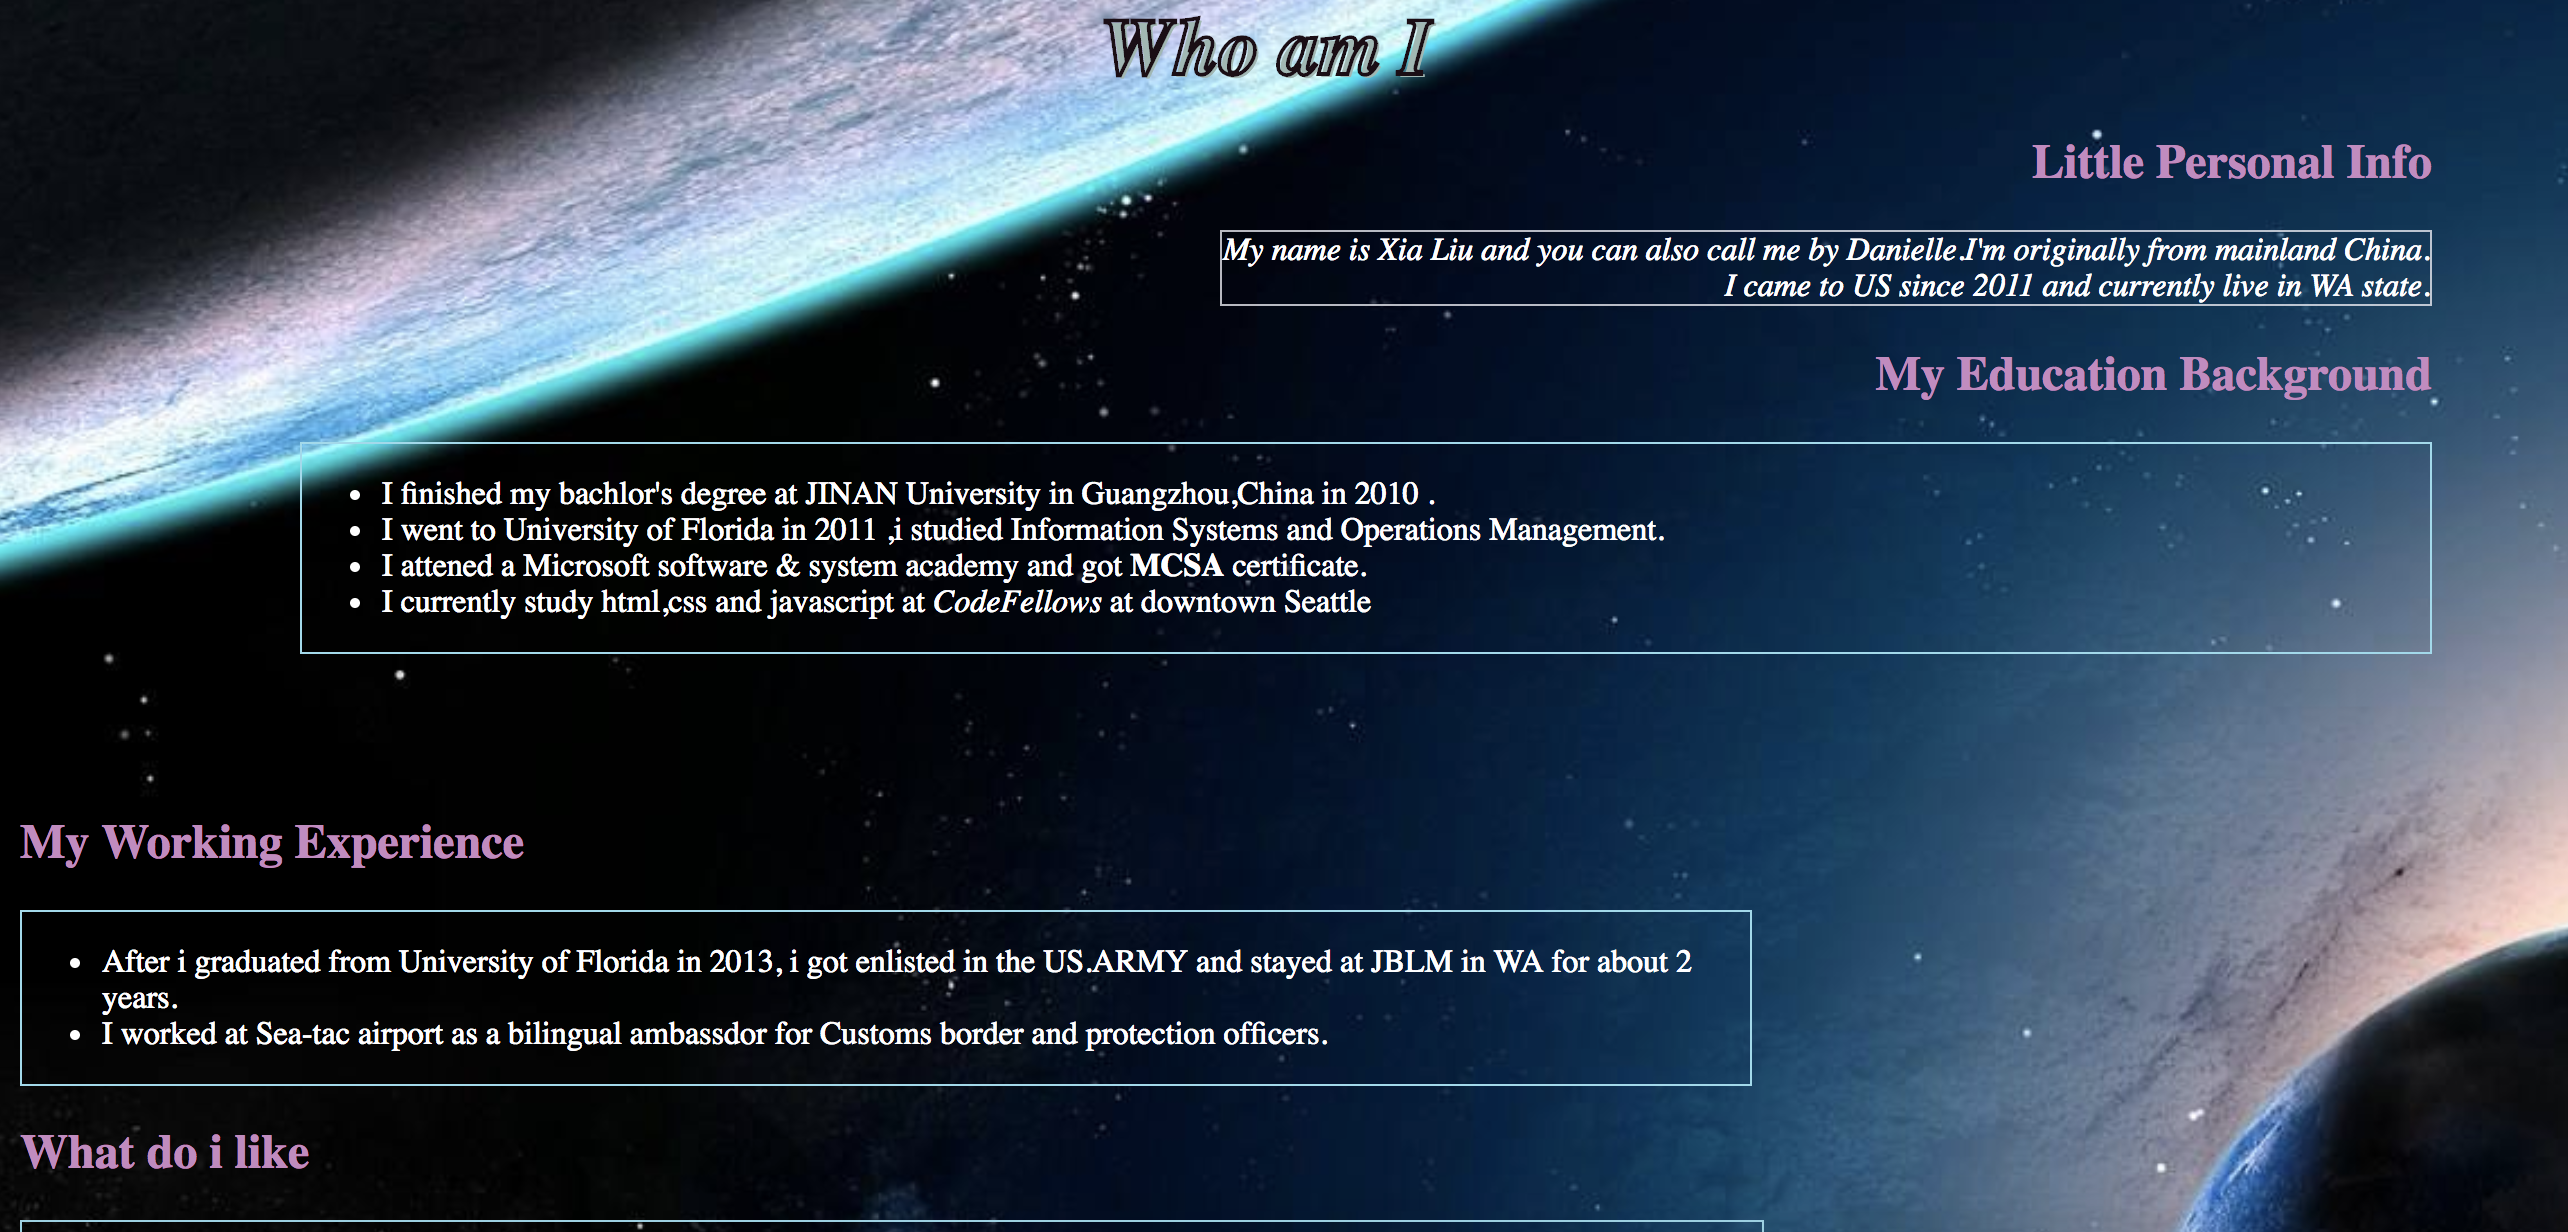 Who am I
Little Personal Info
My name is Xia Liu and you can also call me by Danielle.I'm originally from mainland China.
I came to US since 2011 and currently live in WA state.
My Education Background
• I finished my bachlor's degree at JINAN University in Guangzhou,China in 2010 .
• I went to University of Florida in 2011 ,i studied Information Systems and Operations Management.
• I attened a Microsoft software & system academy and got MCSA certificate.
• I currently study html,css and javascript at CodeFellows at downtown Seattle
My Working Experience
• After i graduated from University of Florida in 2013, i got enlisted in the US.ARMY and stayed at JBLM in WA for about 2
years.
• I worked at Sea-tac airport as a bilingual ambassdor for Customs border and protection officers.
What do i like